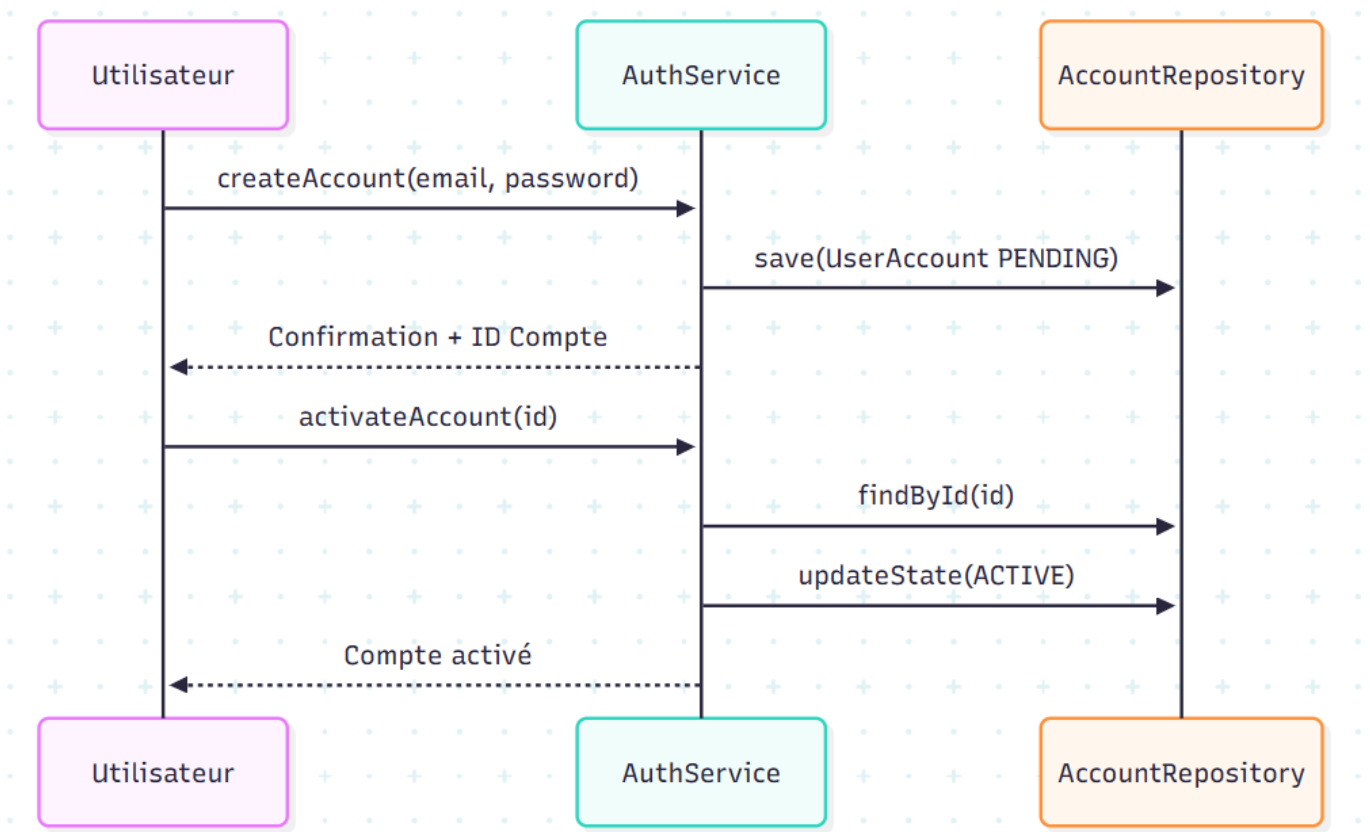 Utilisateur
AuthService
AccountRepository
createAccount(email, password)
save(UserAccount PENDING)
Confirmation + ID Compte
activateAccount(id)
findById(id)
updateState(ACTIVE)
Compte activé
Utilisateur
AuthService
AccountRepository